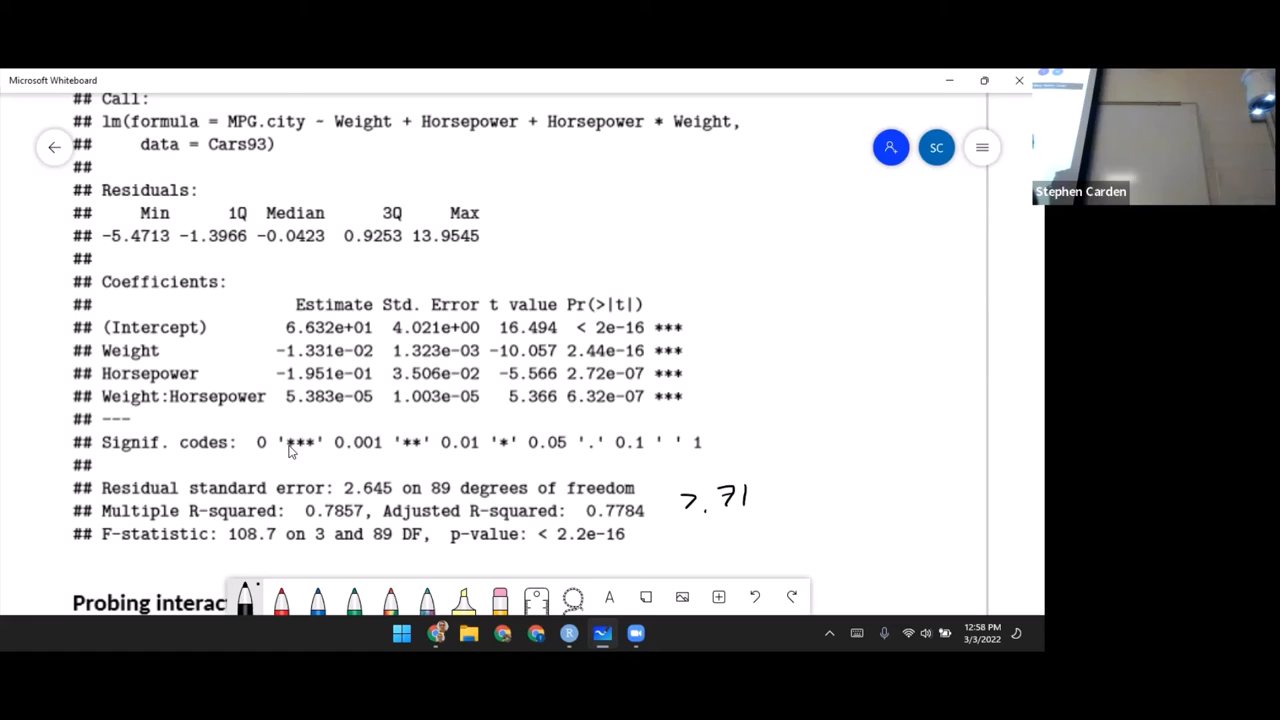 Microsoft Whiteboard
## Call:
## lm(formula = MPG.city ~ Weight + Horsepower + Horsepower * Weight,
##     data = Cars93)
##
## Residuals:
##     Min      1Q  Median      3Q     Max
## -5.4713 -1.3966 -0.0423  0.9253 13.9545
##
## Coefficients:
##                     Estimate Std. Error t value Pr(>|t|)
## (Intercept)        6.632e+01  4.021e+00  16.494  < 2e-16 ***
## Weight            -1.331e-02  1.323e-03 -10.057 2.44e-16 ***
## Horsepower        -1.951e-01  3.506e-02  -5.566 2.72e-07 ***
## Weight:Horsepower  5.383e-05  1.003e-05   5.366 6.32e-07 ***
## ---
## Signif. codes:  0 '***' 0.001 '**' 0.01 '*' 0.05 '.' 0.1 ' ' 1
##
## Residual standard error: 2.645 on 89 degrees of freedom
## Multiple R-squared:  0.7857, Adjusted R-squared:  0.7784
## F-statistic: 108.7 on 3 and 89 DF,  p-value: < 2.2e-16
>.71
Probing interac
SC
Stephen Carden
A
12:58 PM
3/3/2022